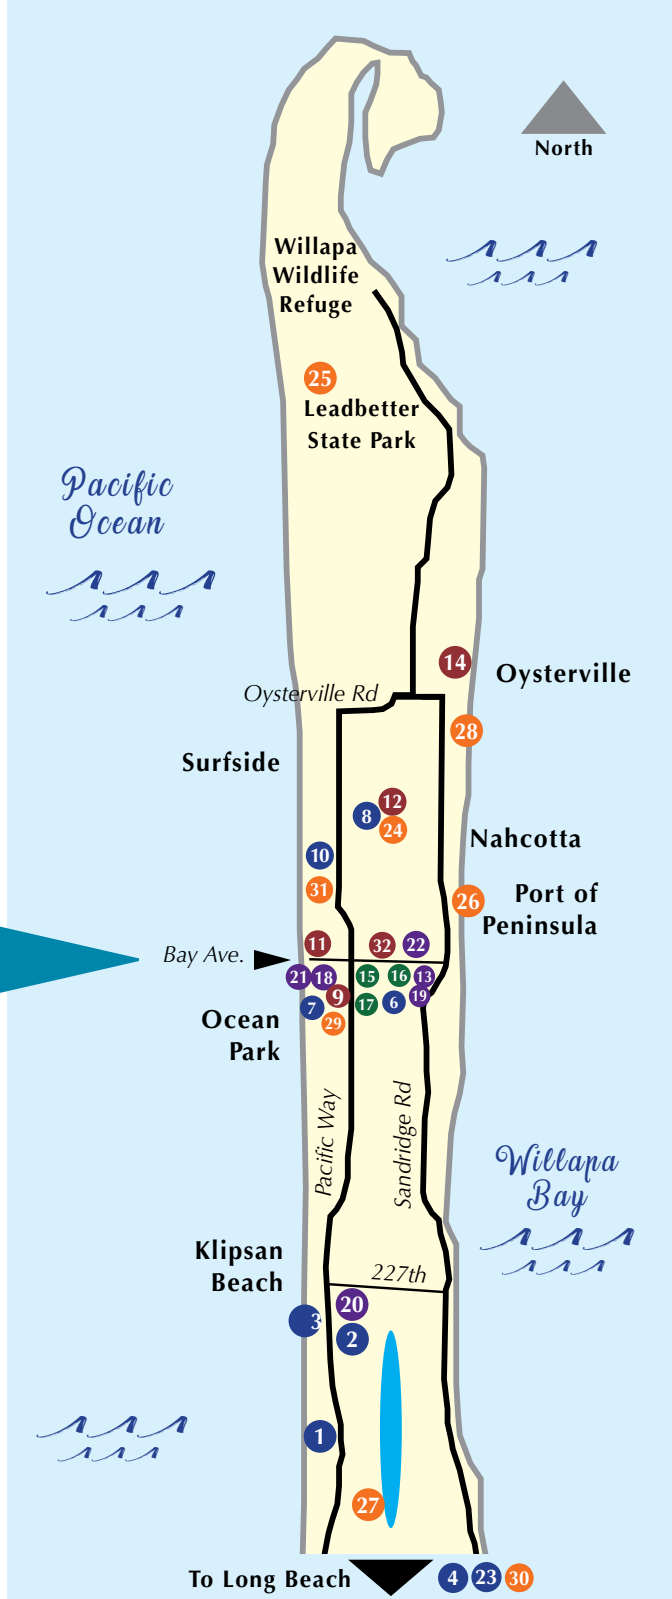 North
Willapa
Wildlife
Refuge
25
Leadbetter
State Park
Pacific
Ocean
14
Oysterville
Oysterville Rd
28
Surfside
12
8
24
Nahcotta
10
31
26
Port of
Peninsula
11
32
22
Bay Ave.
21
18
15
16
13
9
19
7
17
6
29
Ocean
Park
Pacific Way
Sandridge Rd
Willapa
Bay
Klipsan
Beach
227th
20
3
2
1
27
To Long Beach
4
23
30